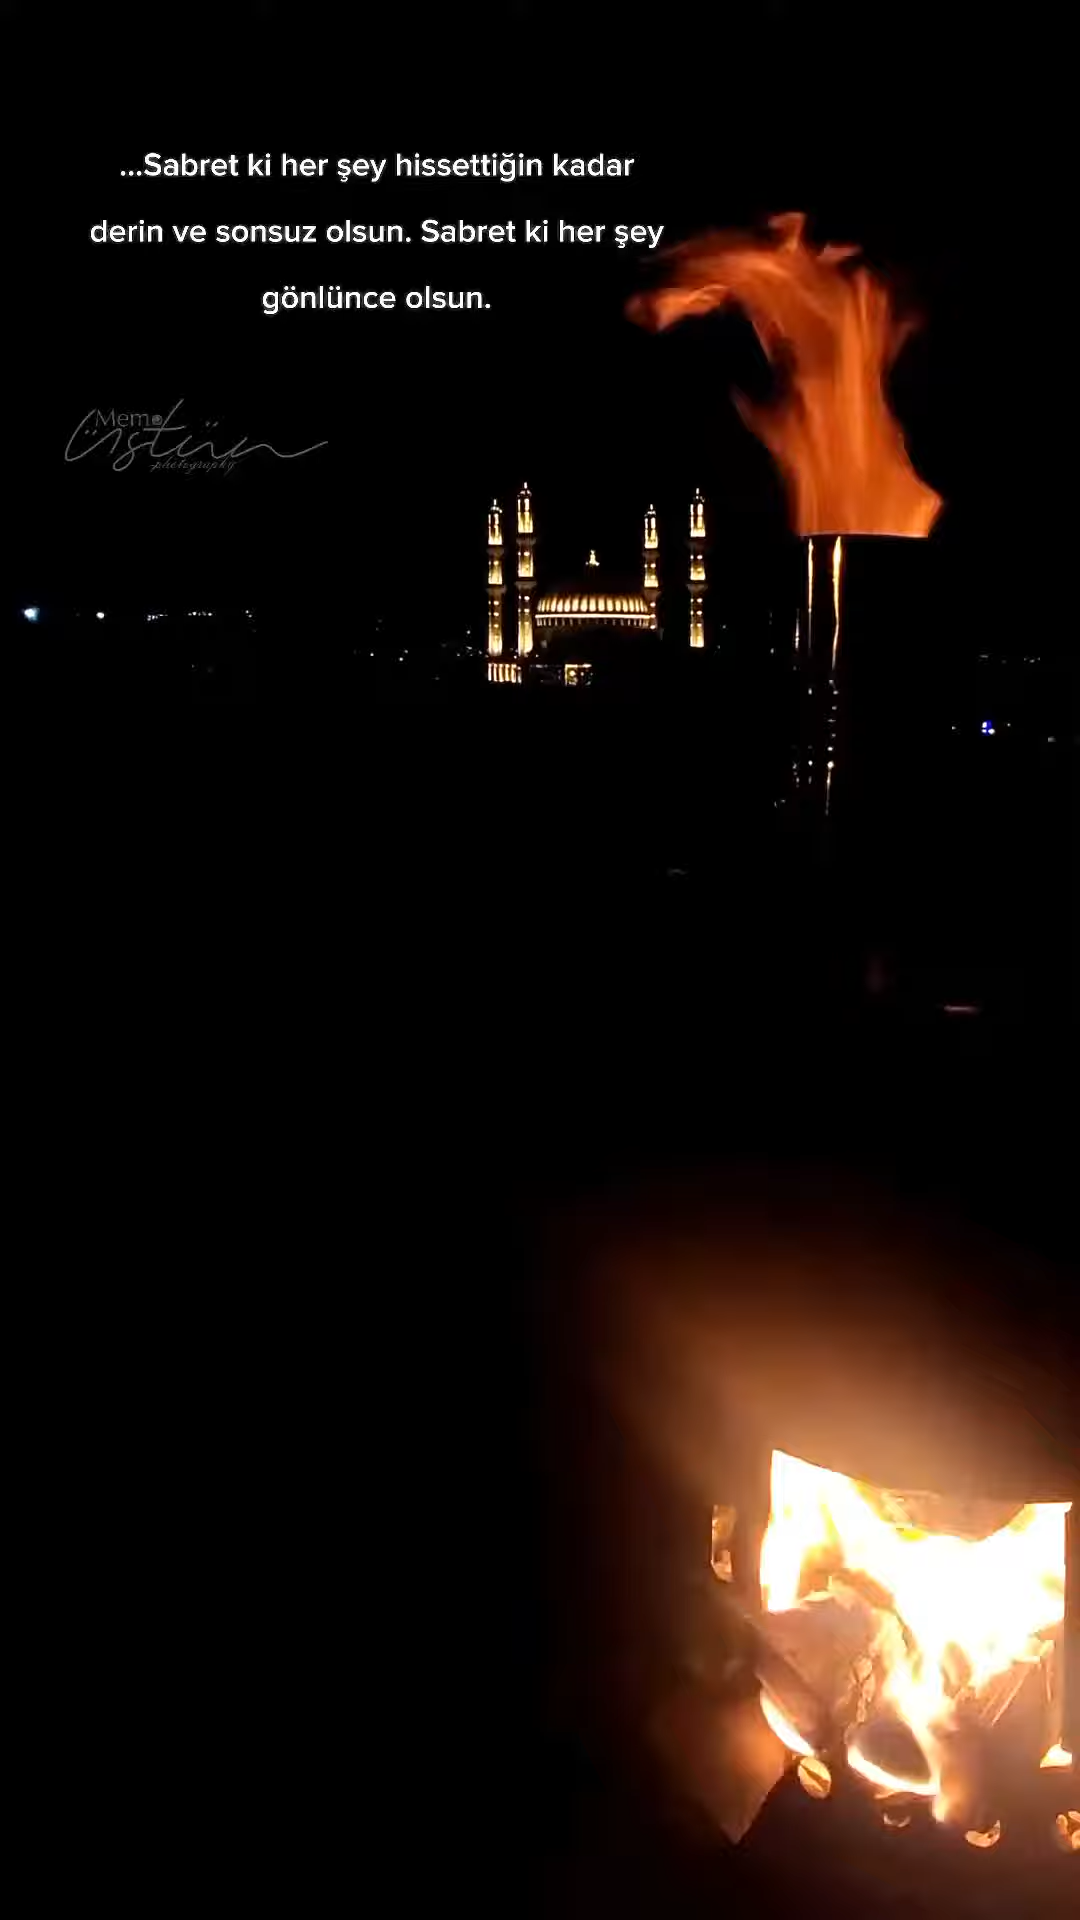 ...Sabret ki her şey hissettiğin kadar
derin ve sonsuz olsun. Sabret ki her şey
gönlünce olsun.
Memo
üstün
photography